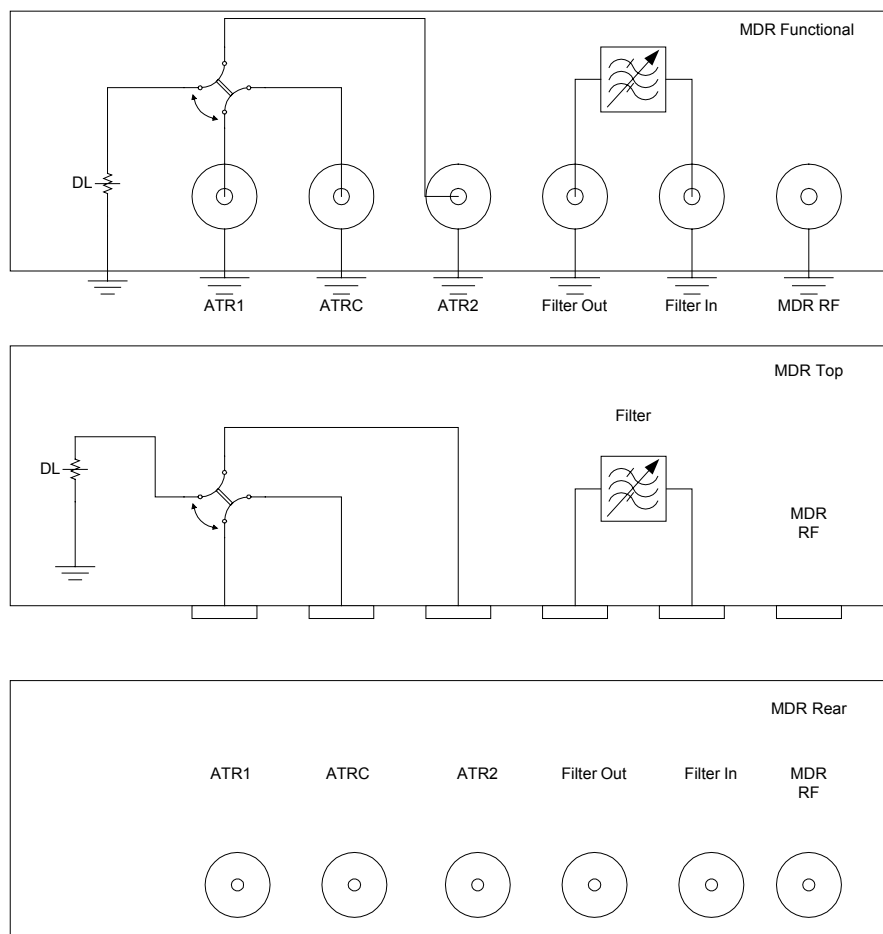 MDR Functional
DL
ATR1 ATRC ATR2 Filter Out Filter In MDR RF
MDR Top
Filter
DL
MDR
RF
MDR Rear
ATR1 ATRC ATR2 Filter Out Filter In MDR
RF